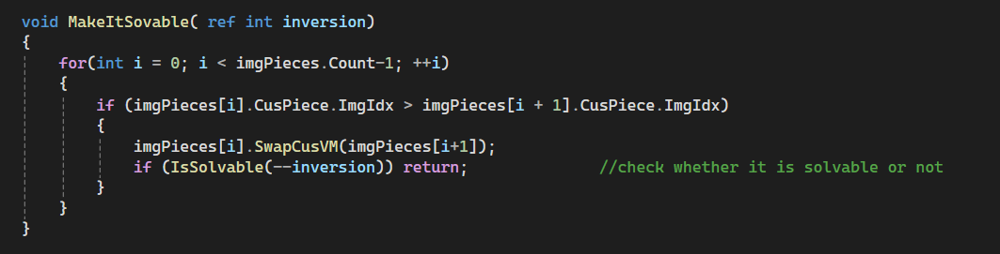 void MakeItSovable( ref int inversion)
{
for(int i = 0; i < imgPieces.Count-1; ++i)
{
if (imgPieces[i].CusPiece.ImgIdx > imgPieces[i + 1].CusPiece.ImgIdx)
{
imgPieces[i].SwapCusVM(imgPieces[i+1]);
if (IsSolvable(--inversion)) return; //check whether it is solvable or not
}
}
}